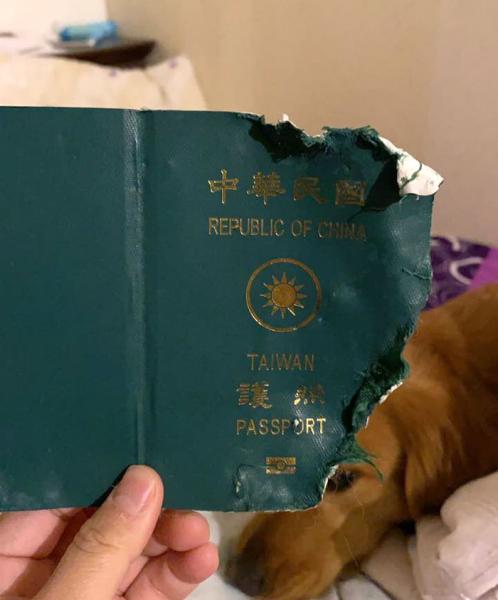 中華民國
REPUBLIC OF CHINA
TAIWAN
護 照
PASSPORT